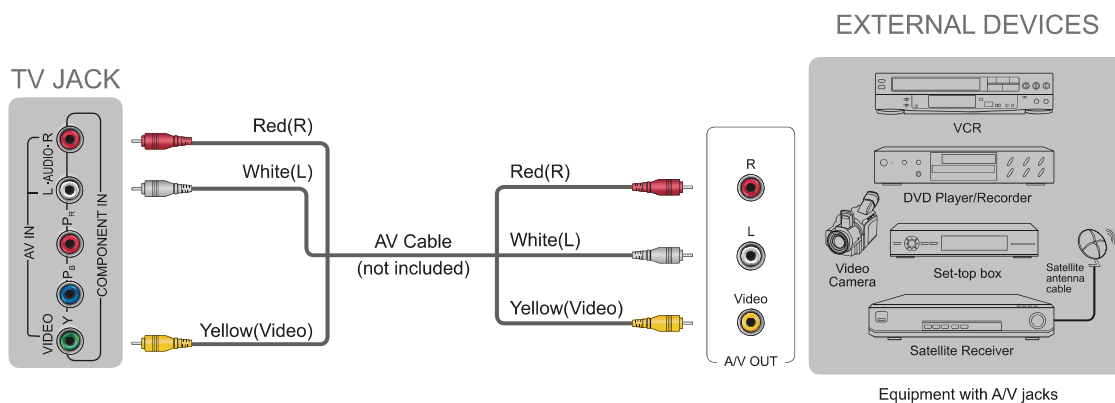 EXTERNAL DEVICES
TV JACK
AV IN
L - AUDIO - R
VIDEO
Y
PB
PR
COMPONENT IN
Red(R)
White(L)
Yellow(Video)
AV Cable
(not included)
Red(R)
White(L)
Yellow(Video)
R
L
Video
A/V OUT
VCR
DVD Player/Recorder
Video
Camera
Set-top box
Satellite
antenna
cable
Satellite Receiver
Equipment with A/V jacks